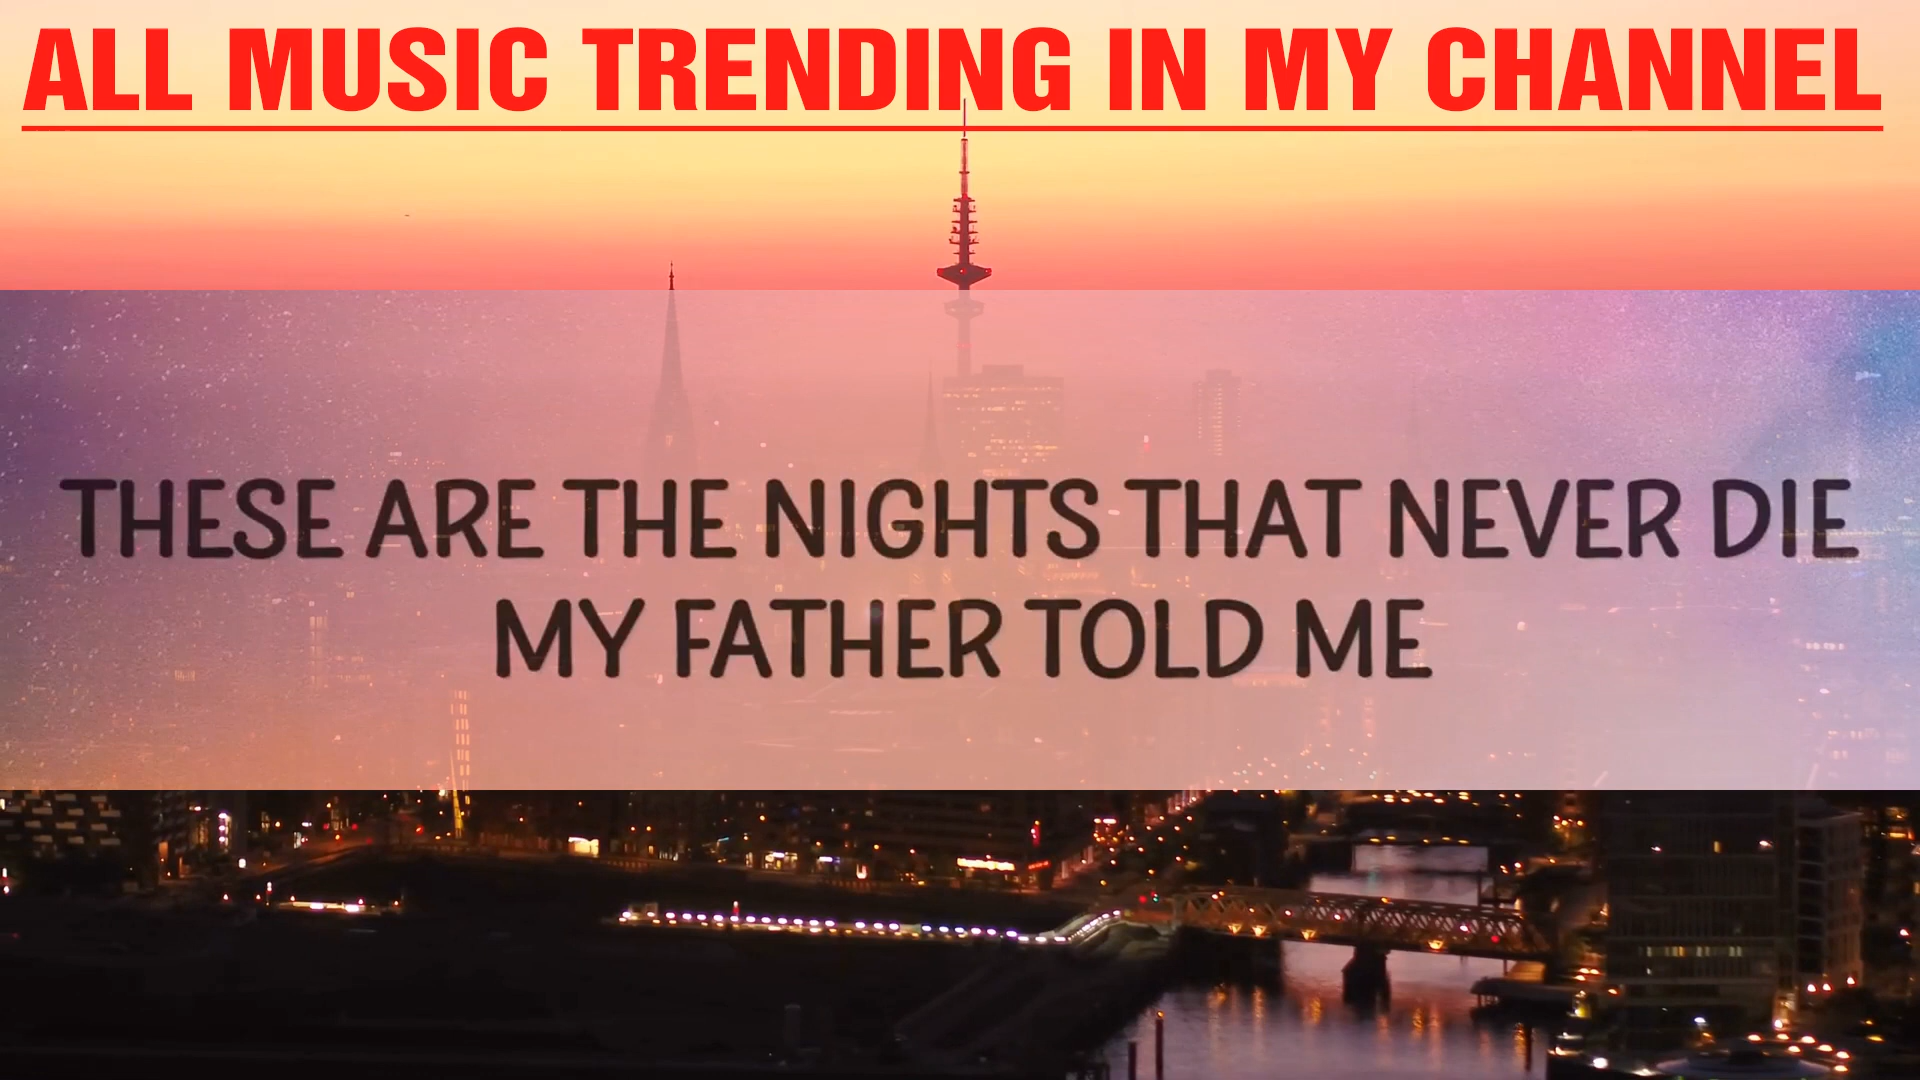 ALL MUSIC TRENDING IN MY CHANNEL
THESE ARE THE NIGHTS THAT NEVER DIE
MY FATHER TOLD ME